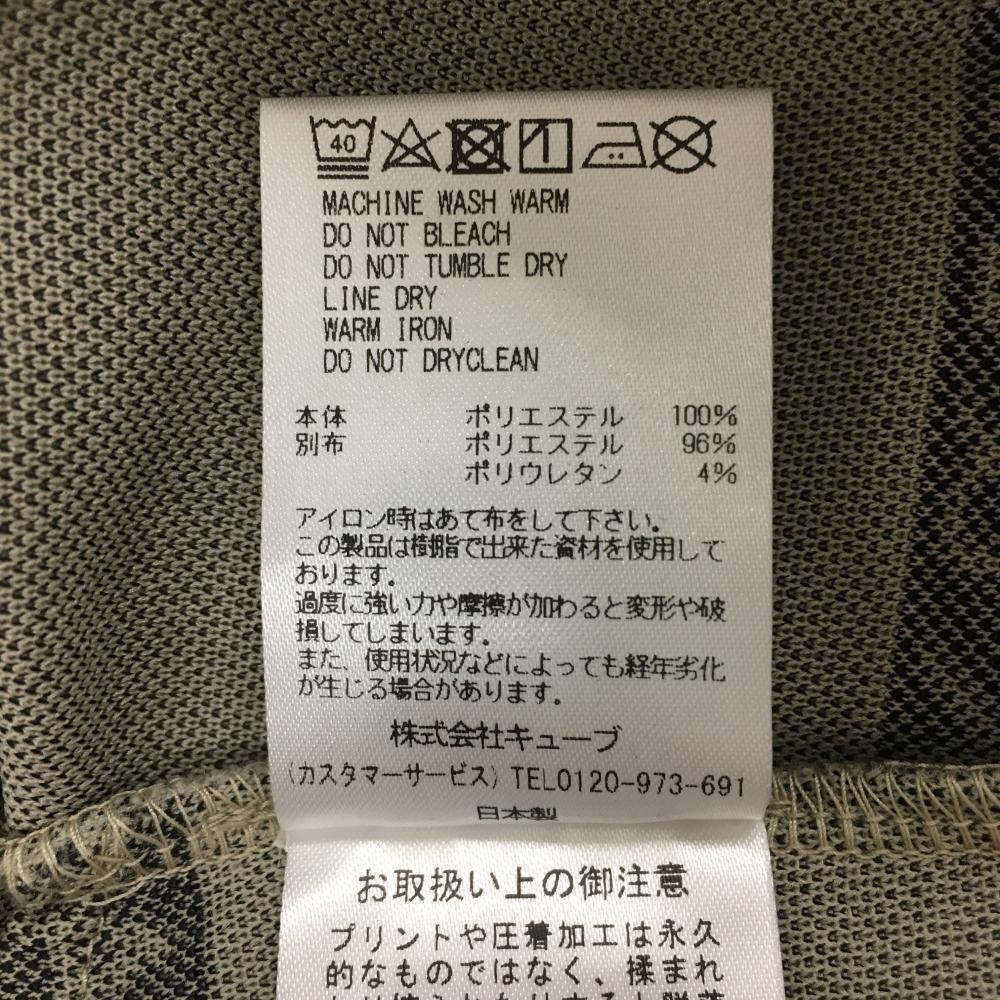 40
MACHINE WASH WARM
DO NOT BLEACH
DO NOT TUMBLE DRY
LINE DRY
WARM IRON
DO NOT DRYCLEAN
本体 ポリエステル 100%
別布 ポリエステル 96%
ポリウレタン 4%
アイロン時はあて布をして下さい。
この製品は樹脂で出来た資材を使用して
おります。
過度に強い力や摩擦が加わると変形や破
損してしまいます。
また、使用状況などによっても経年劣化
が生じる場合があります。
株式会社キューブ
(カスタマーサービス) TEL0120-973-691
日本製
お取扱い上の御注意
プリントや圧着加工は永久
的なものではなく、揉まれ